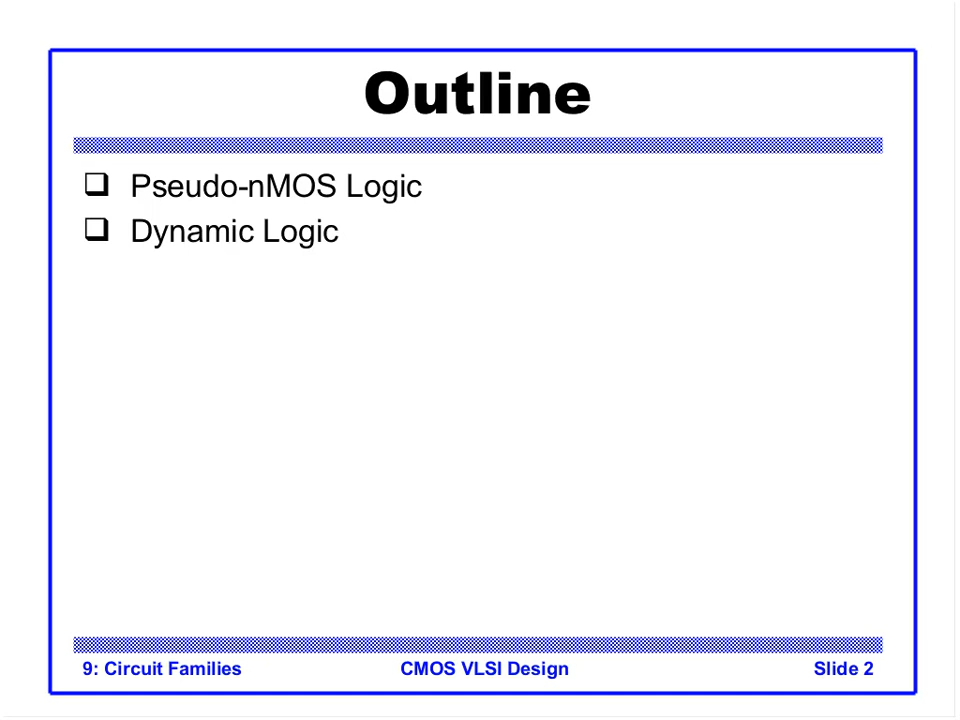 Outline
Pseudo-nMOS Logic
Dynamic Logic
9: Circuit Families CMOS VLSI Design Slide 2